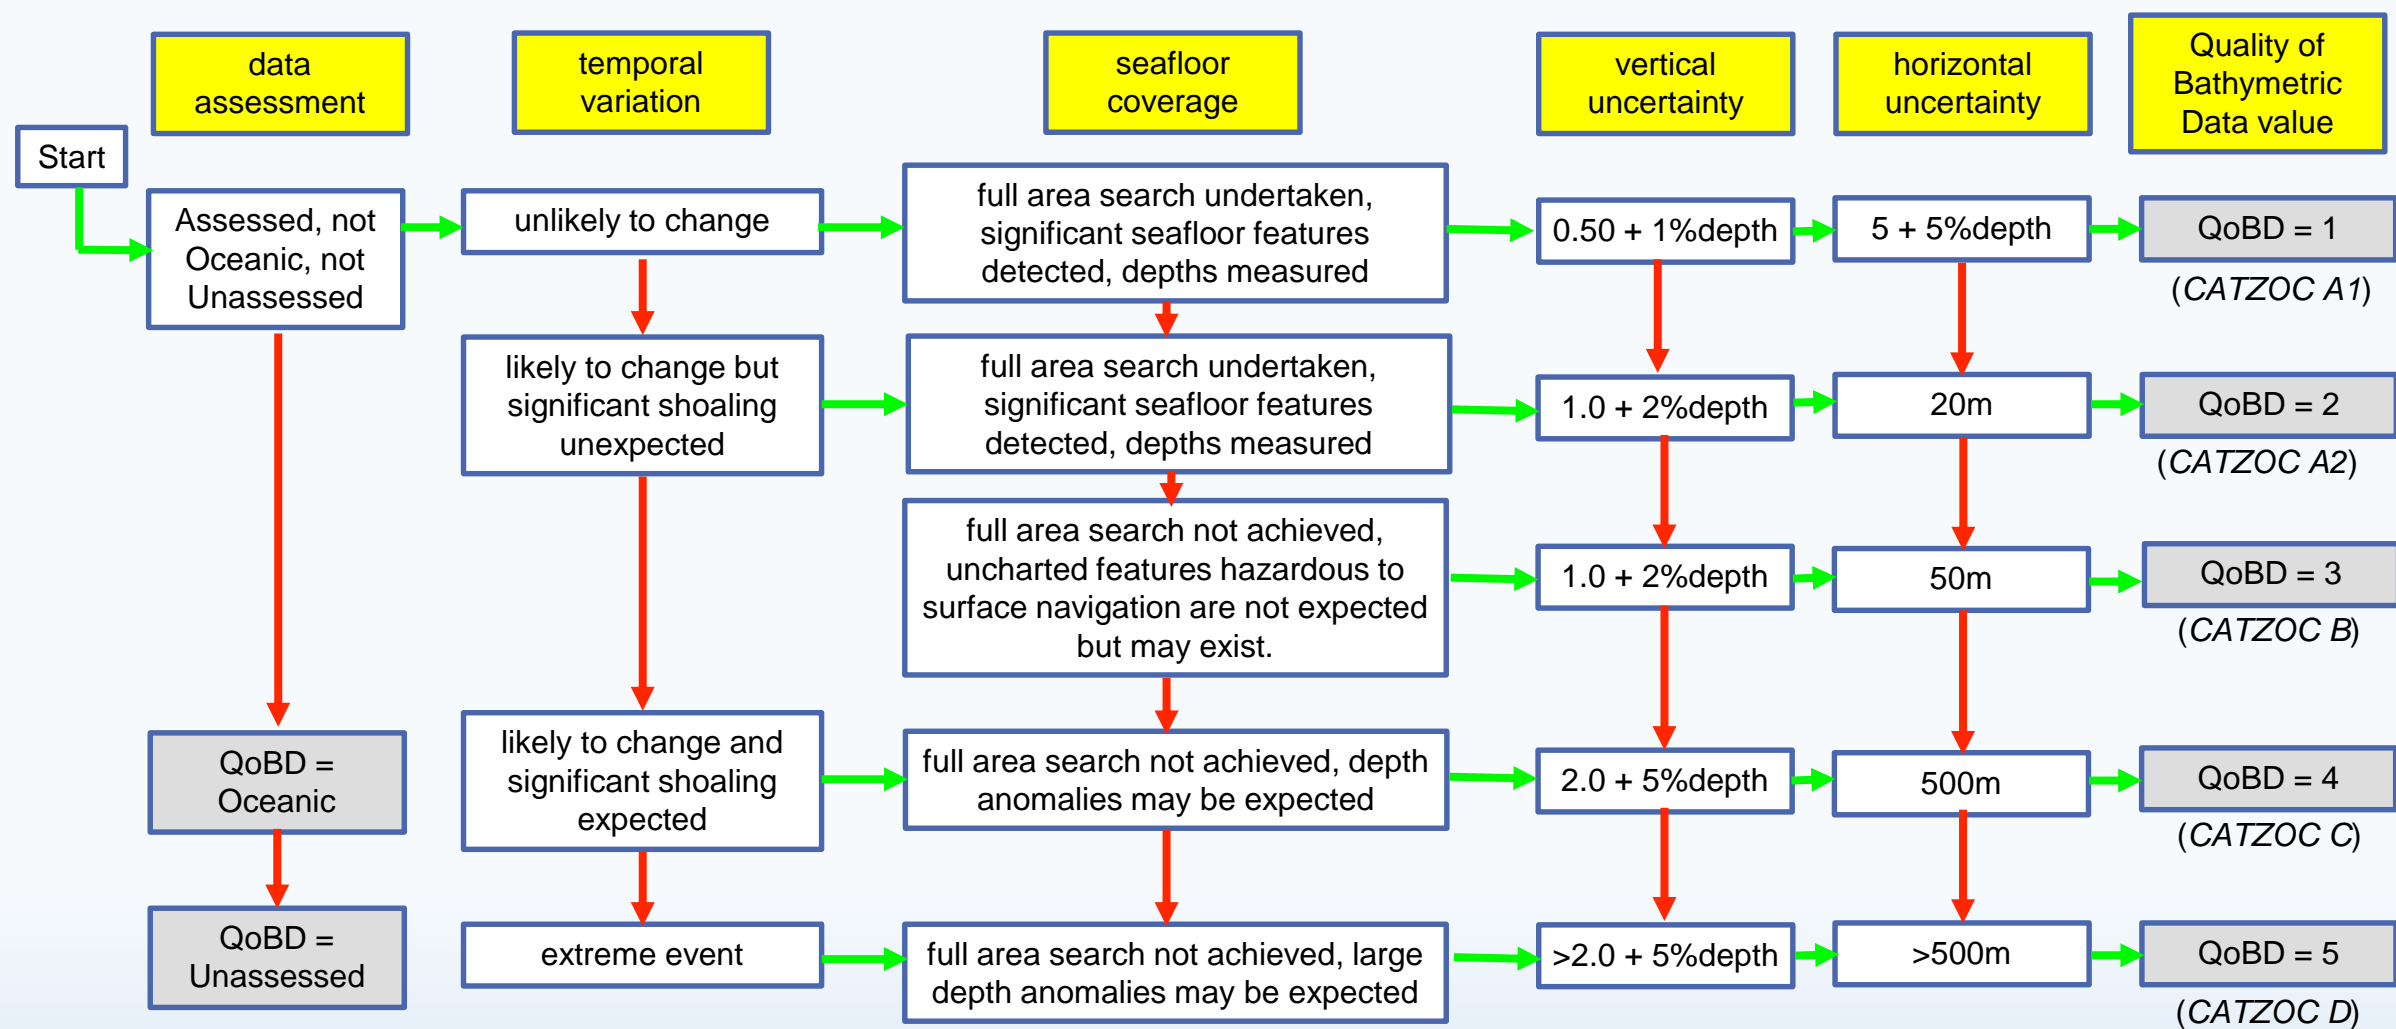 data
assessment
temporal
variation
seafloor
coverage
vertical
uncertainty
horizontal
uncertainty
Quality of
Bathymetric
Data value
Start
Assessed, not
Oceanic, not
Unassessed
unlikely to change
full area search undertaken,
significant seafloor features
detected, depths measured
0.50 + 1%depth
5 + 5%depth
QoBD = 1
(CATZOC A1)
likely to change but
significant shoaling
unexpected
full area search undertaken,
significant seafloor features
detected, depths measured
1.0 + 2%depth
20m
QoBD = 2
(CATZOC A2)
full area search not achieved,
uncharted features hazardous to
surface navigation are not expected
but may exist.
1.0 + 2%depth
50m
QoBD = 3
(CATZOC B)
QoBD =
Oceanic
likely to change and
significant shoaling
expected
full area search not achieved, depth
anomalies may be expected
2.0 + 5%depth
500m
QoBD = 4
(CATZOC C)
QoBD =
Unassessed
extreme event
full area search not achieved, large
depth anomalies may be expected
>2.0 + 5%depth
>500m
QoBD = 5
(CATZOC D)